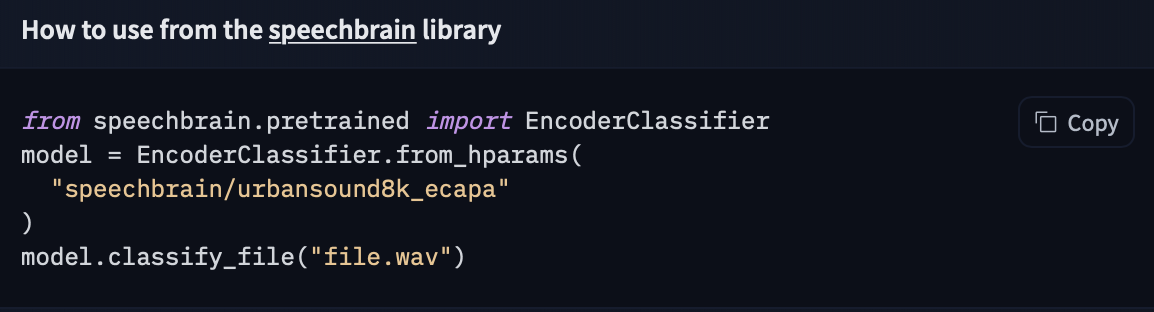 How to use from the speechbrain library
from speechbrain.pretrained import EncoderClassifier
Copy
model = EncoderClassifier.from_hparams(
  "speechbrain/urbansound8k_ecapa"
)
model.classify_file("file.wav")